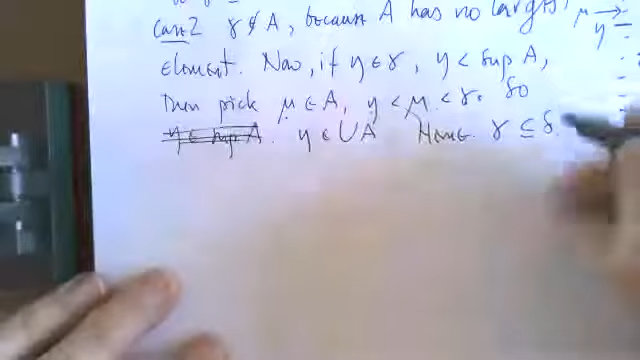 Case 2 γ ∉ A, because A has no largest
μ →
element. Now, if η ∈ γ, η < sup A,
η
Then pick μ ∈ A, η < μ < γ. So
η ∈ sup A. η ∈ ∪A Hence γ ⊆ δ.